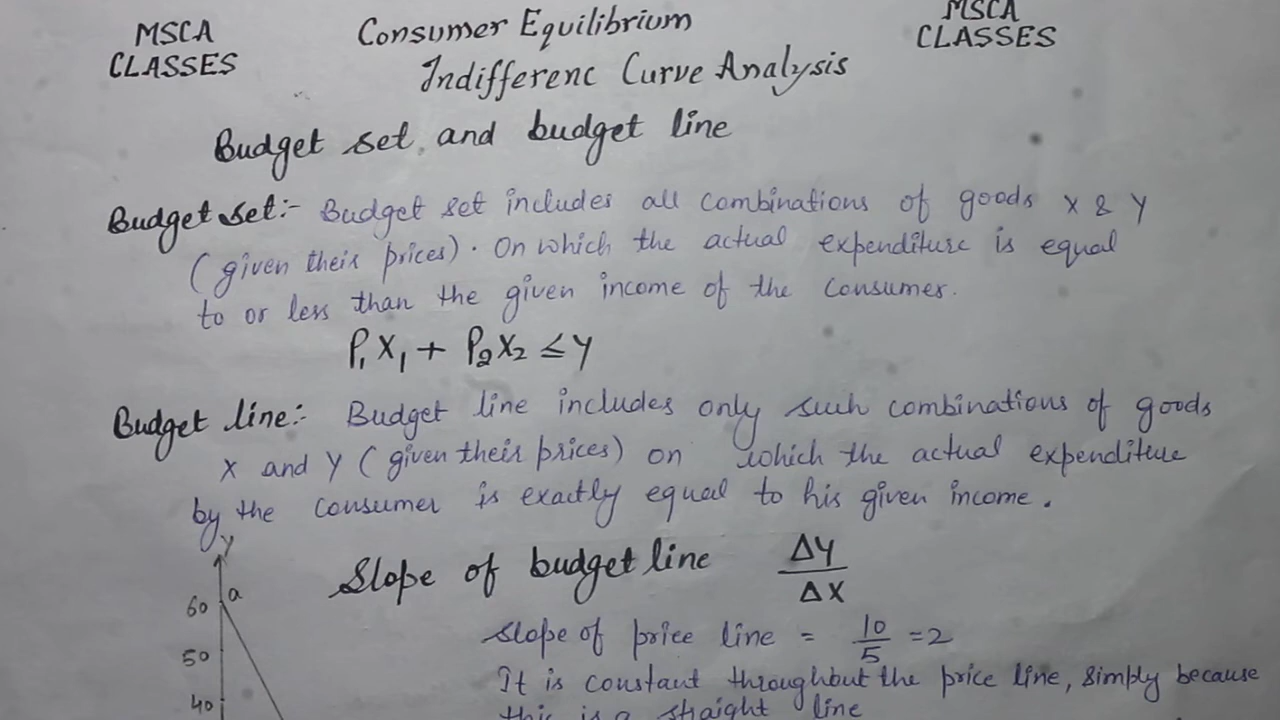 MSCA CLASSES
Consumer Equilibrium
MSCA CLASSES
Indifferenc Curve Analysis
Budget set and budget line
Budget set:- Budget set includes all combinations of goods X & Y
(given their prices). On which the actual expenditure is equal
to or less than the given income of the consumer.
P₁X₁ + P₂X₂ ≤ Y
Budget line:- Budget line includes only such combinations of goods
X and Y (given their prices) on which the actual expenditure
by the consumer is exactly equal to his given income.
Slope of budget line ΔY/ΔX
Slope of price line = 10/5 = 2
It is constant throughbut the price line, simply because
this is a straight line
Y
a
60
50
40